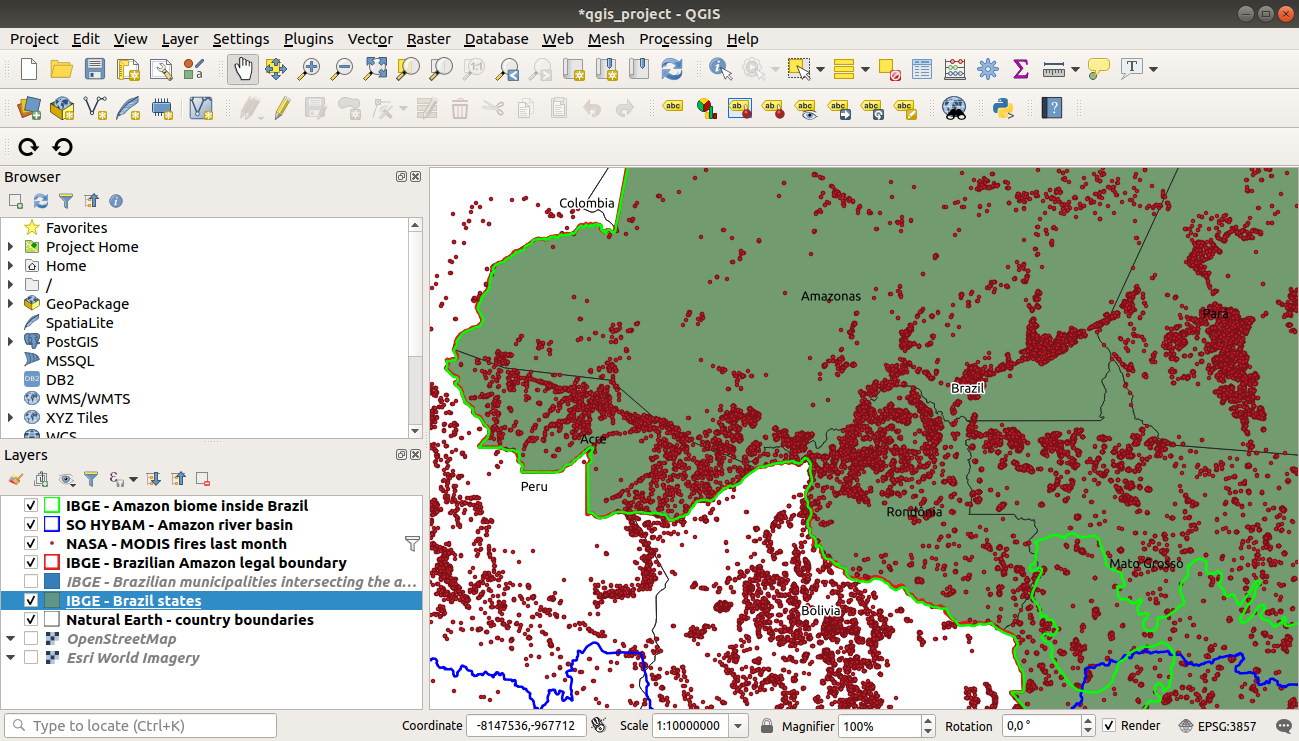 *qgis_project - QGIS
Project Edit View Layer Settings Plugins Vector Raster Database Web Mesh Processing Help
Browser
Favorites
Project Home
Home
/
GeoPackage
SpatiaLite
PostGIS
MSSQL
DB2
WMS/WMTS
XYZ Tiles
WCS
Layers
IBGE - Amazon biome inside Brazil
SO HYBAM - Amazon river basin
NASA - MODIS fires last month
IBGE - Brazilian Amazon legal boundary
IBGE - Brazilian municipalities intersecting the a...
IBGE - Brazil states
Natural Earth - country boundaries
OpenStreetMap
Esri World Imagery
Colombia
Amazonas
Pará
Brazil
Acre
Peru
Rondônia
Mato Grosso
Bolivia
Type to locate (Ctrl+K)
Coordinate -8147536,-967712 Scale 1:10000000 Magnifier 100% Rotation 0,0 ° Render EPSG:3857